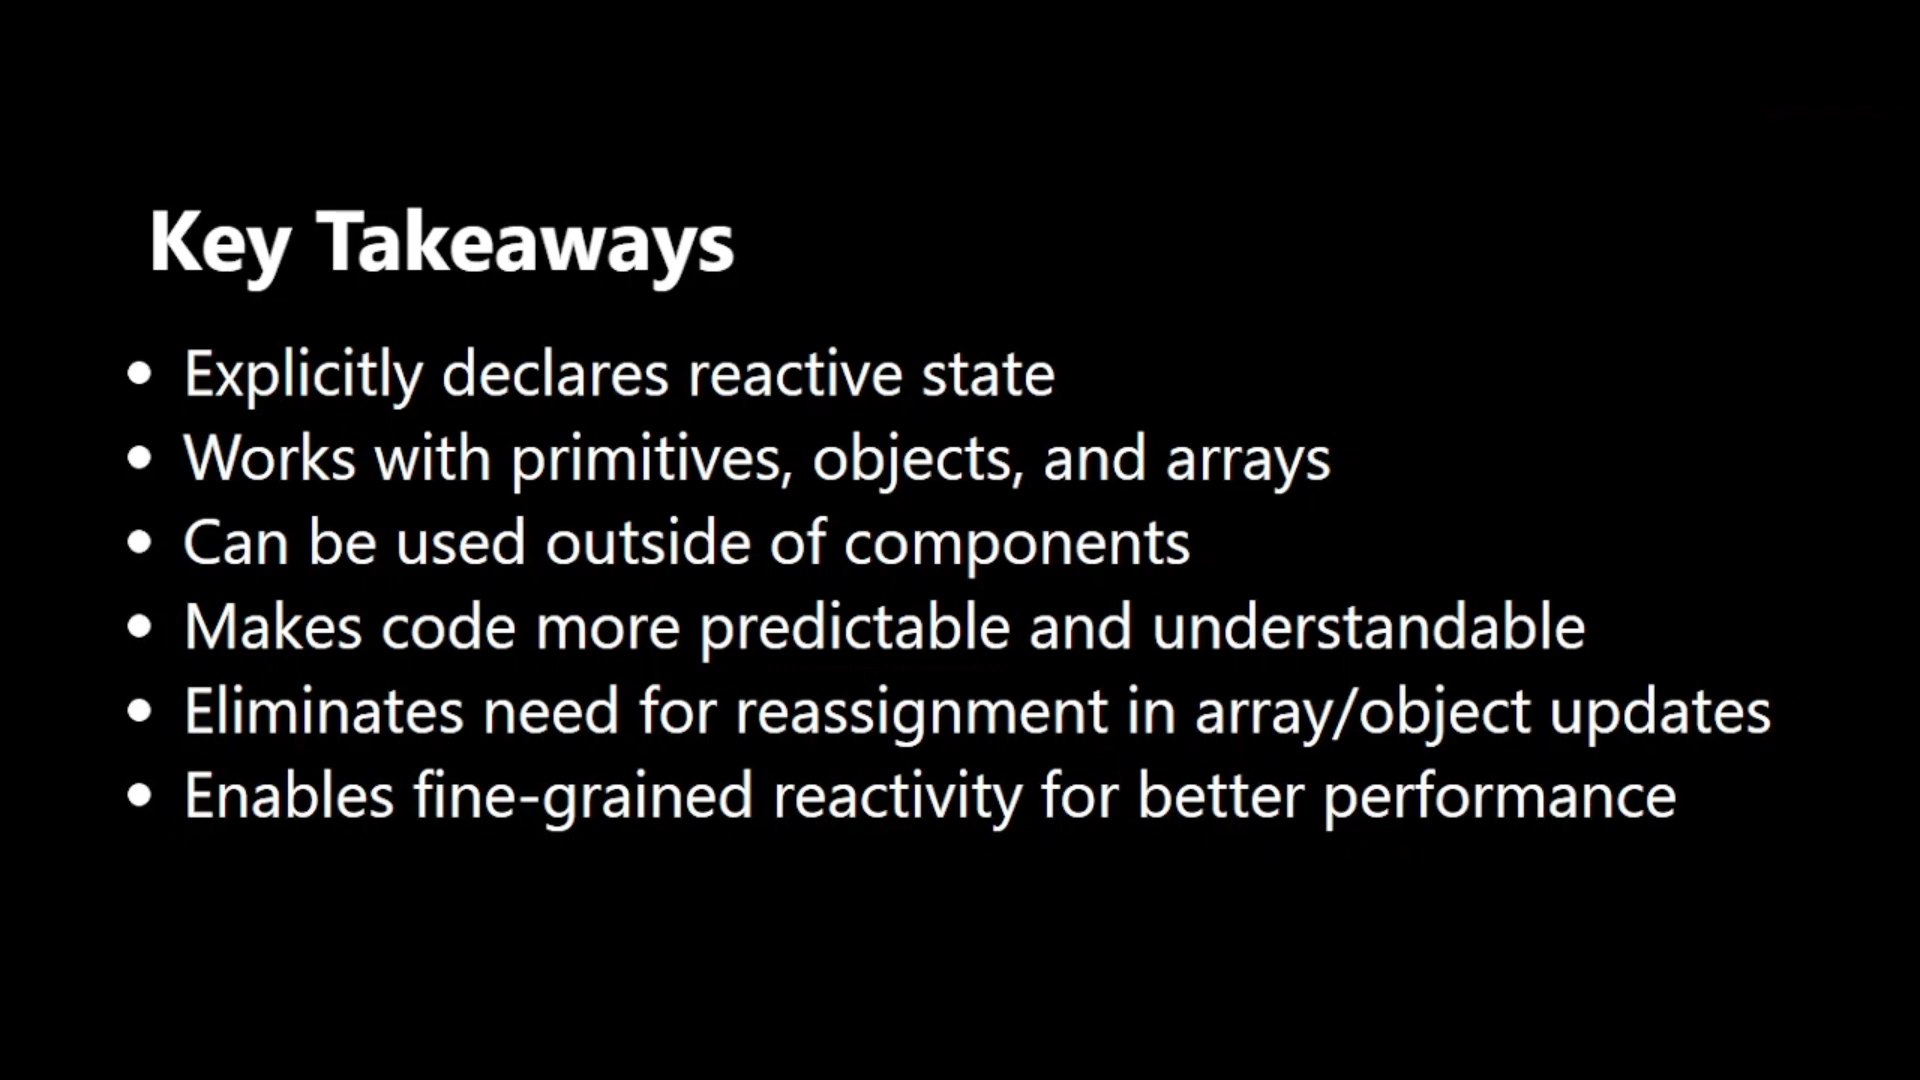 Key Takeaways
• Explicitly declares reactive state
• Works with primitives, objects, and arrays
• Can be used outside of components
• Makes code more predictable and understandable
• Eliminates need for reassignment in array/object updates
• Enables fine-grained reactivity for better performance